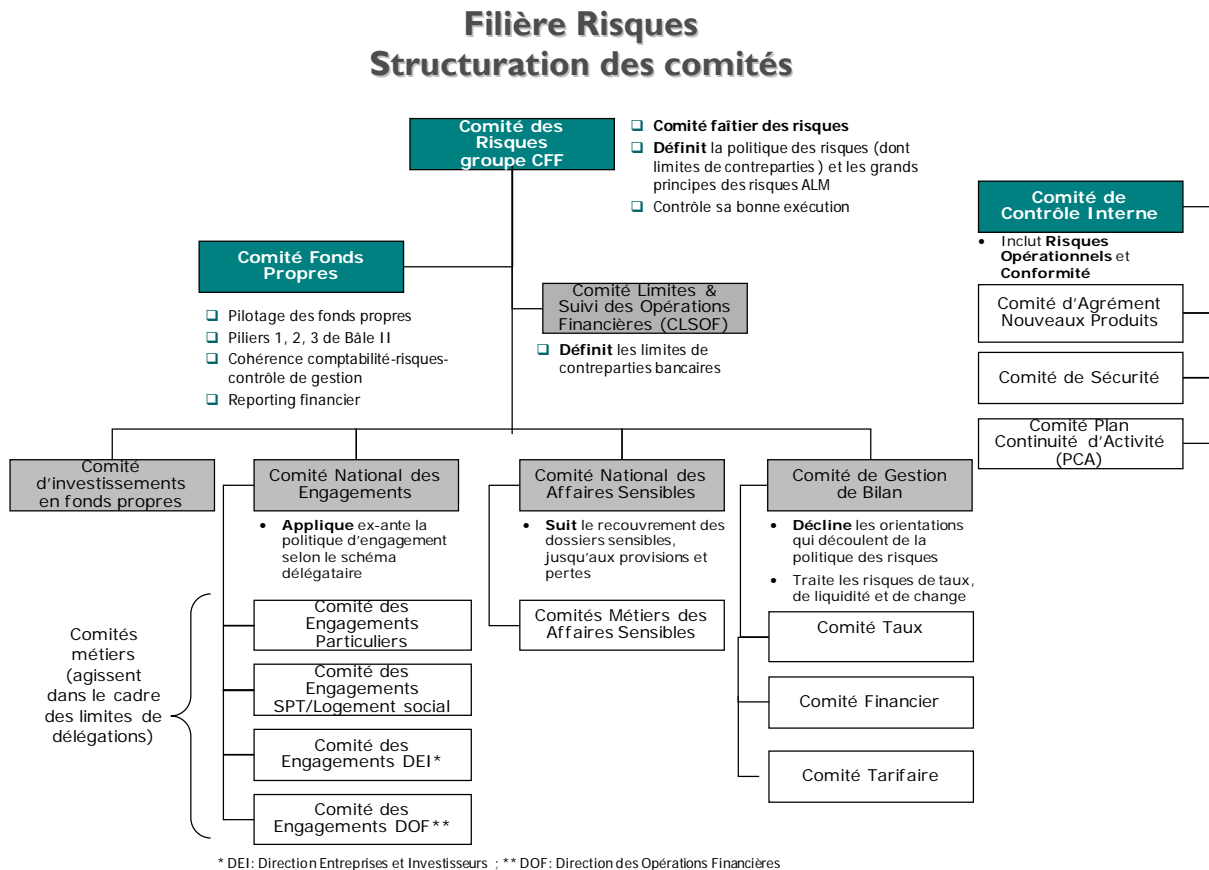 Filière Risques
Structuration des comités
Comité des
Risques
groupe CFF
❑ Comité faîtier des risques
❑ Définit la politique des risques (dont
limites de contreparties ) et les grands
principes des risques ALM
❑ Contrôle sa bonne exécution
Comité de
Contrôle Interne
• Inclut Risques
Opérationnels et
Conformité
Comité d'Agrément
Nouveaux Produits
Comité de Sécurité
Comité Plan
Continuité d'Activité
(PCA)
Comité Fonds
Propres
❑ Pilotage des fonds propres
❑ Piliers 1, 2, 3 de Bâle II
❑ Cohérence comptabilité-risques-
contrôle de gestion
❑ Reporting financier
Comité Limites &
Suivi des Opérations
Financières (CLSOF)
❑ Définit les limites de
contreparties bancaires
Comité
d'investissements
en fonds propres
Comité National des
Engagements
• Applique ex-ante la
politique d'engagement
selon le schéma
délégataire
Comités
métiers
(agissent
dans le cadre
des limites de
délégations)
Comité des
Engagements
Particuliers
Comité des
Engagements
SPT/Logement social
Comité des
Engagements DEI*
Comité des
Engagements DOF**
Comité National des
Affaires Sensibles
• Suit le recouvrement des
dossiers sensibles,
jusqu'aux provisions et
pertes
Comités Métiers des
Affaires Sensibles
Comité de Gestion
de Bilan
• Décline les orientations
qui découlent de la
politique des risques
• Traite les risques de taux,
de liquidité et de change
Comité Taux
Comité Financier
Comité Tarifaire
* DEI: Direction Entreprises et Investisseurs ; ** DOF: Direction des Opérations Financières